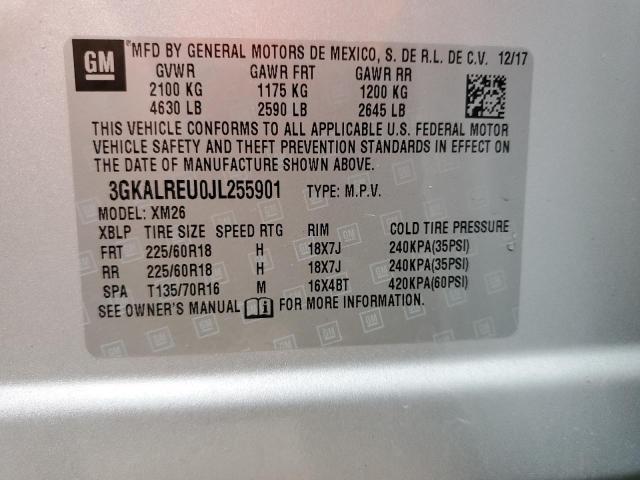 GM MFD BY GENERAL MOTORS DE MEXICO, S. DE R.L. DE C.V. 12/17
GVWR GAWR FRT GAWR RR
2100 KG 1175 KG 1200 KG
4630 LB 2590 LB 2645 LB
THIS VEHICLE CONFORMS TO ALL APPLICABLE U.S. FEDERAL MOTOR
VEHICLE SAFETY AND THEFT PREVENTION STANDARDS IN EFFECT ON
THE DATE OF MANUFACTURE SHOWN ABOVE.
3GKALREU0JL255901 TYPE: M.P.V.
MODEL: XM26
XBLP TIRE SIZE SPEED RTG RIM COLD TIRE PRESSURE
FRT 225/60R18 H 18X7J 240KPA(35PSI)
RR 225/60R18 H 18X7J 240KPA(35PSI)
SPA T135/70R16 M 16X4BT 420KPA(60PSI)
SEE OWNER'S MANUAL FOR MORE INFORMATION.